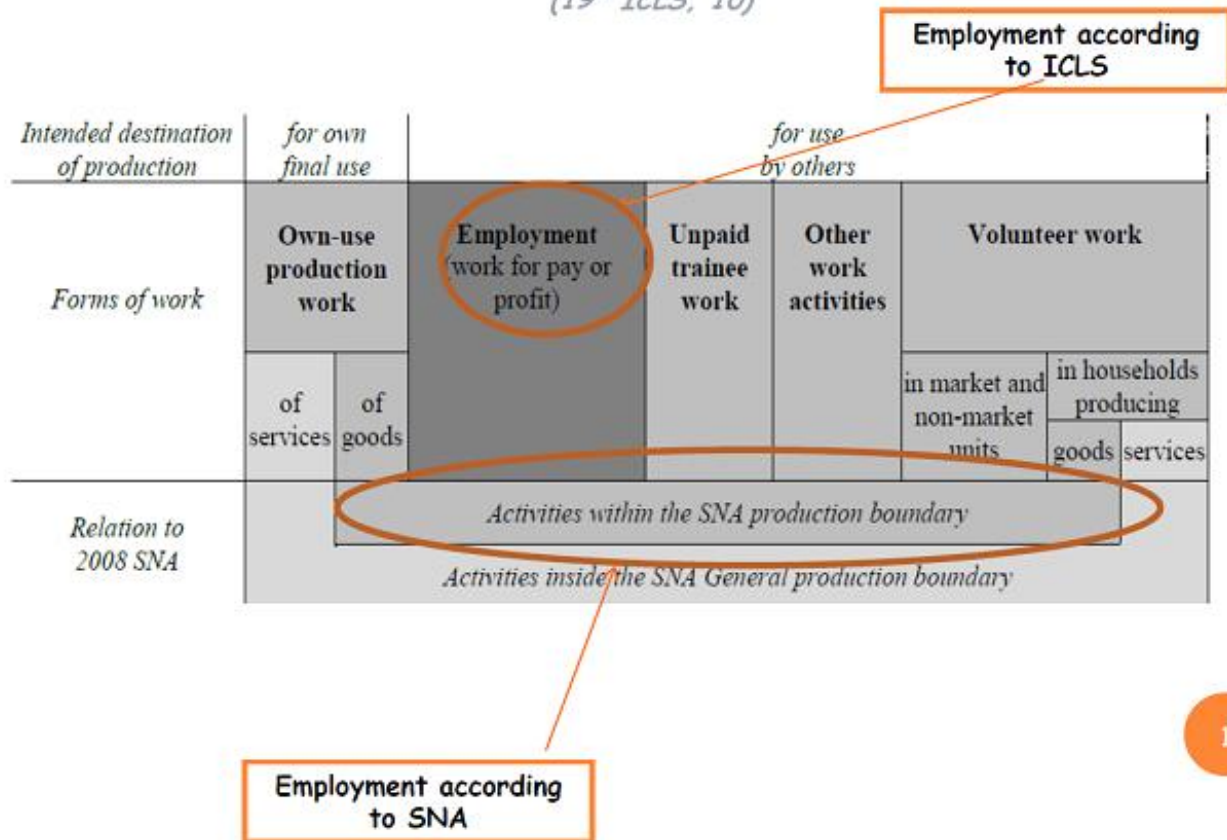 (19 ICLS, 10)
Employment according
to ICLS
Intended destination
of production
for own
final use
for use
by others
Forms of work
Own-use
production
work
Employment
(work for pay or
profit)
Unpaid
trainee
work
Other
work
activities
Volunteer work
of
services
of
goods
in market and
non-market
units
in households
producing
goods
services
Relation to
2008 SNA
Activities within the SNA production boundary
Activities inside the SNA General production boundary
Employment according
to SNA